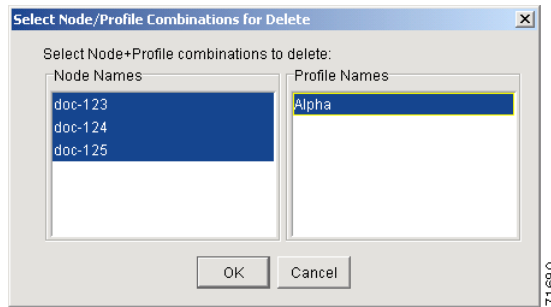 Select Node/Profile Combinations for Delete
Select Node+Profile combinations to delete:
Node Names
Profile Names
doc-123
doc-124
doc-125
Alpha
OK
Cancel